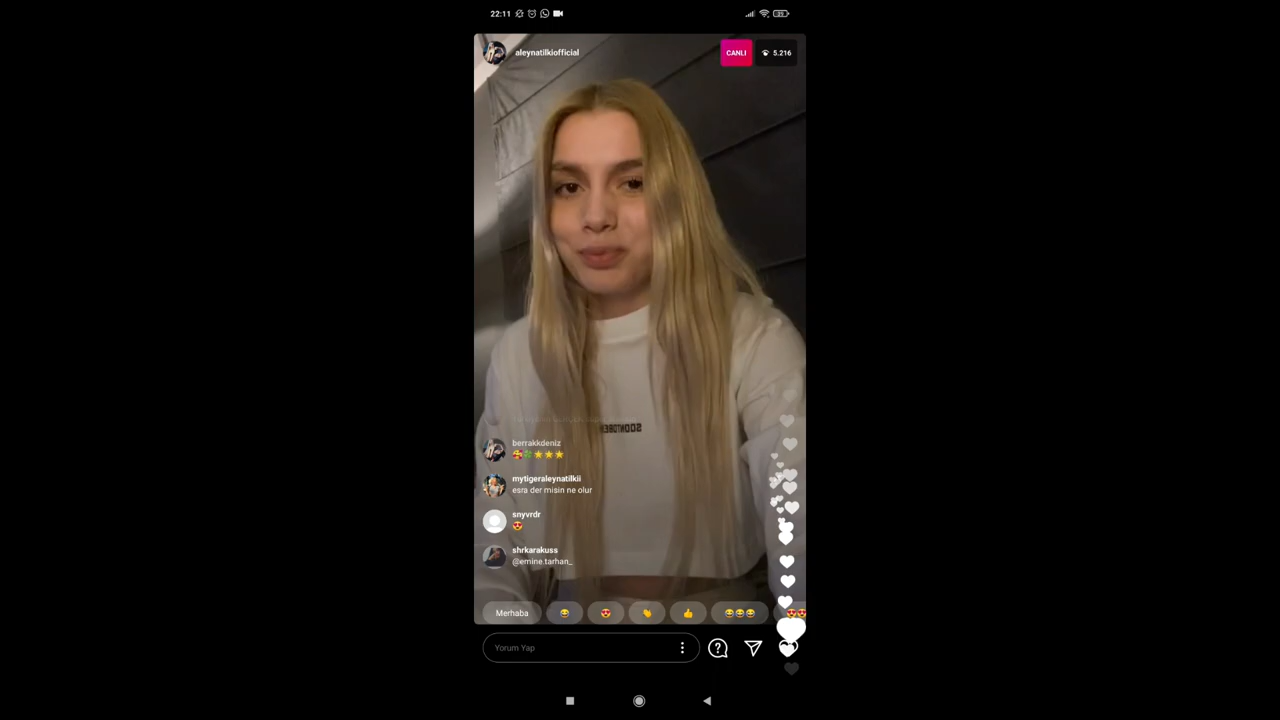 22:11
aleynatilkiofficial
CANLI
5.216
berrakkdeniz
🥰🍀🌟🌟🌟
mytigeraleynatilkii
esra der misin ne olur
snyvrdr
😍
shrkarakuss
@emine.tarhan_
Merhaba 😂 😍 👏 👍 😂😂😂 😍😍
Yorum Yap